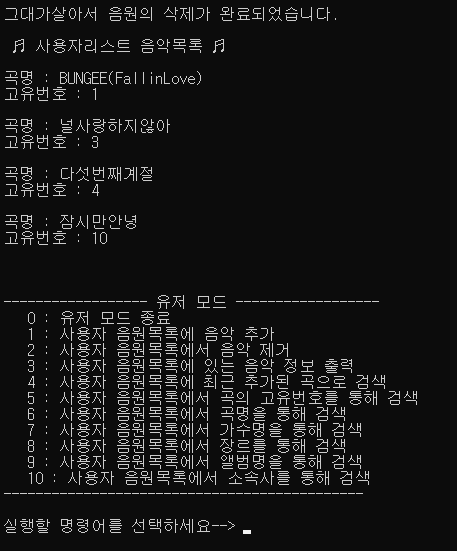 그대가살아서 음원의 삭제가 완료되었습니다.
♬ 사용자리스트 음악목록 ♬
곡명 : BUNGEE(FallinLove)
고유번호 : 1
곡명 : 널사랑하지않아
고유번호 : 3
곡명 : 다섯번째계절
고유번호 : 4
곡명 : 잠시만안녕
고유번호 : 10
------------------ 유저 모드 ------------------
0 : 유저 모드 종료
1 : 사용자 음원목록에 음악 추가
2 : 사용자 음원목록에서 음악 제거
3 : 사용자 음원목록에 있는 음악 정보 출력
4 : 사용자 음원목록에 최근 추가된 곡으로 검색
5 : 사용자 음원목록에서 곡의 고유번호를 통해 검색
6 : 사용자 음원목록에서 곡명을 통해 검색
7 : 사용자 음원목록에서 가수명을 통해 검색
8 : 사용자 음원목록에서 장르를 통해 검색
9 : 사용자 음원목록에서 앨범명을 통해 검색
10 : 사용자 음원목록에서 소속사를 통해 검색
---------------------------------------------
실행할 명령어를 선택하세요--> _